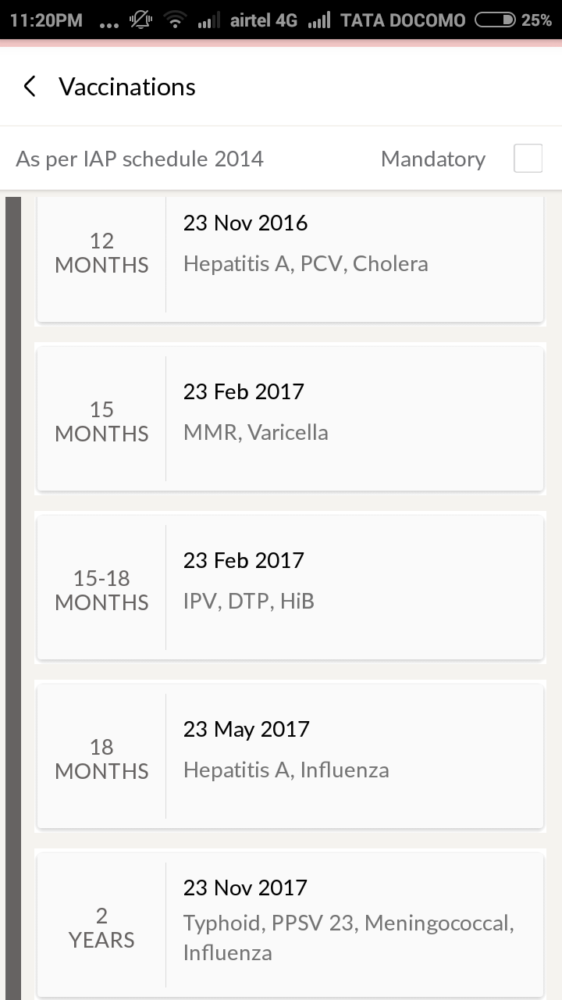 11:20PM ... airtel 4G TATA DOCOMO 25%
Vaccinations
As per IAP schedule 2014 Mandatory
12
MONTHS
23 Nov 2016
Hepatitis A, PCV, Cholera
15
MONTHS
23 Feb 2017
MMR, Varicella
15-18
MONTHS
23 Feb 2017
IPV, DTP, HiB
18
MONTHS
23 May 2017
Hepatitis A, Influenza
2
YEARS
23 Nov 2017
Typhoid, PPSV 23, Meningococcal,
Influenza